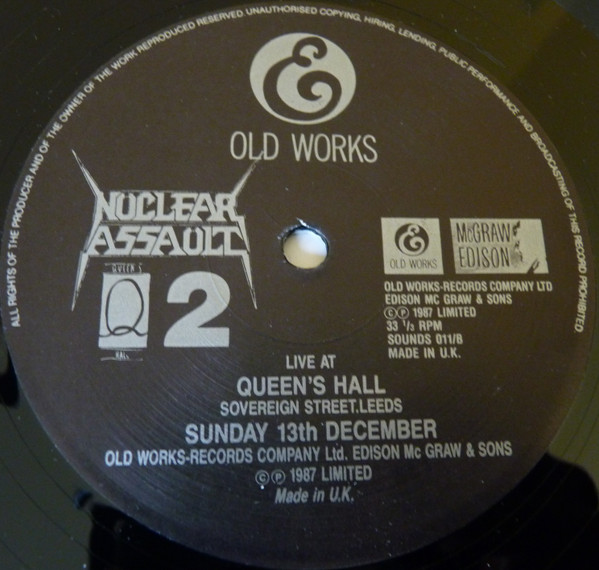 ALL RIGHTS OF THE PRODUCER AND OF THE OWNER OF THE WORK REPRODUCED RESERVED UNAUTHORISED COPYING, HIRING, LENDING, PUBLIC PERFORMANCE AND BROADCASTING OF THIS RECORD PROHIBITED
&
OLD WORKS
NUCLEAR
ASSAULT
QUEEN'S
Q
HALL
2
&
OLD WORKS
McGRAW
EDISON
OLD WORKS-RECORDS COMPANY LTD
EDISON MC GRAW & SONS
©℗ 1987 LIMITED
33 1/3 RPM
SOUNDS 011/B
MADE IN U.K.
LIVE AT
QUEEN'S HALL
SOVEREIGN STREET.LEEDS
SUNDAY 13th DECEMBER
OLD WORKS-RECORDS COMPANY Ltd. EDISON Mc GRAW & SONS
©℗ 1987 LIMITED
Made in U.K.